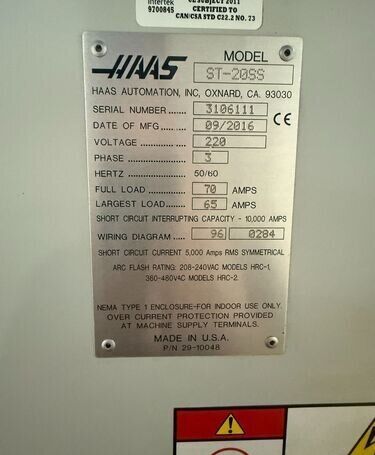 Intertek
9700845
CERTIFIED TO
CAN/CSA STD C22.2 NO. 73
HAAS
MODEL
ST-20SS
HAAS AUTOMATION, INC, OXNARD, CA. 93030
SERIAL NUMBER ....... 3106111
DATE OF MFG ........ 09/2016 CE
VOLTAGE ................ 220
PHASE .................... 3
HERTZ .................... 50/60
FULL LOAD ............. 70 AMPS
LARGEST LOAD....... 65 AMPS
SHORT CIRCUIT INTERRUPTING CAPACITY - 10,000 AMPS
WIRING DIAGRAM .... 96 0284
SHORT CIRCUIT CURRENT 5,000 Amps RMS SYMMETRICAL
ARC FLASH RATING: 208-240VAC MODELS HRC-1,
360-480VAC MODELS HRC-2.
NEMA TYPE 1 ENCLOSURE-FOR INDOOR USE ONLY.
OVER CURRENT PROTECTION PROVIDED
AT MACHINE SUPPLY TERMINALS.
MADE IN U.S.A.
P/N 29-10048